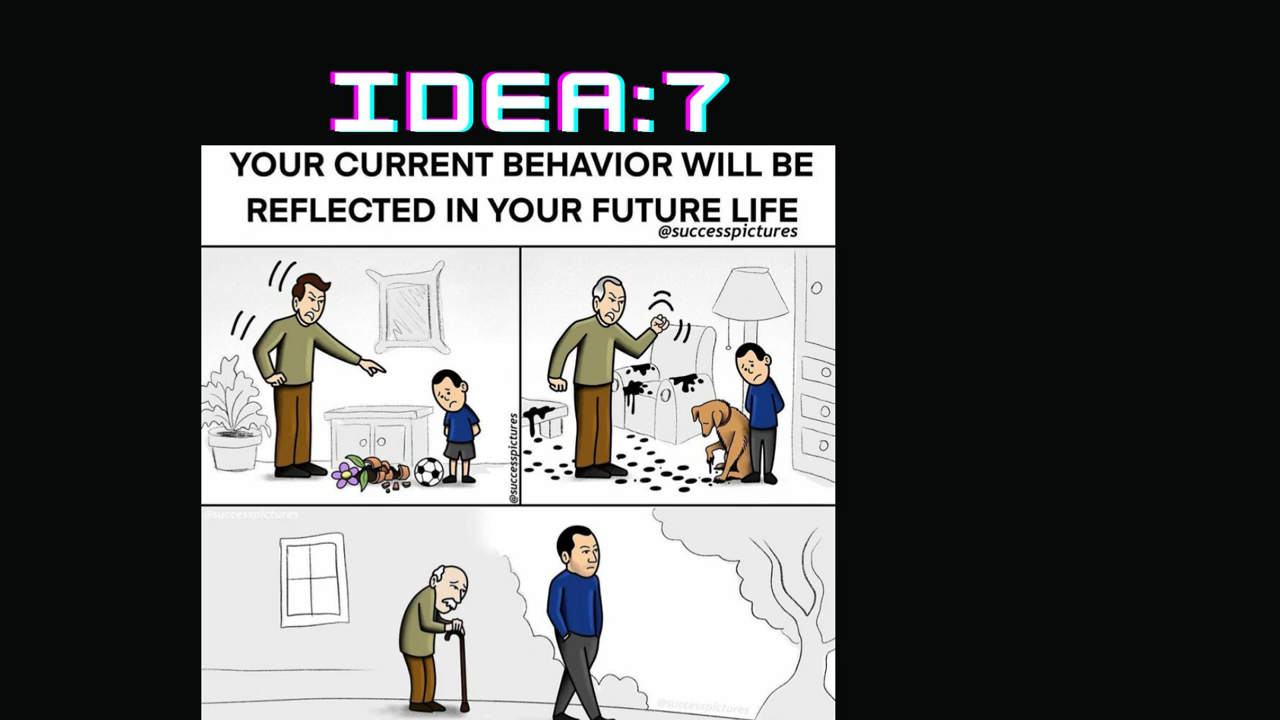 IDEA:7
YOUR CURRENT BEHAVIOR WILL BE
REFLECTED IN YOUR FUTURE LIFE
@successpictures
@successpictures
@successpictures
@successpictures